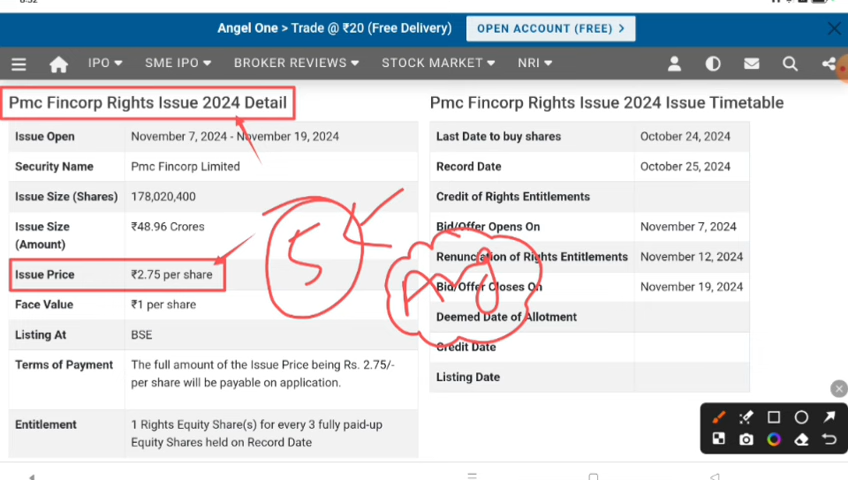 8:32
Angel One > Trade @ ₹20 (Free Delivery)
OPEN ACCOUNT (FREE) >
IPO
SME IPO
BROKER REVIEWS
STOCK MARKET
NRI
Pmc Fincorp Rights Issue 2024 Detail
Issue Open November 7, 2024 - November 19, 2024
Security Name Pmc Fincorp Limited
Issue Size (Shares) 178,020,400
Issue Size ₹48.96 Crores
(Amount)
Issue Price ₹2.75 per share
Face Value ₹1 per share
Listing At BSE
Terms of Payment The full amount of the Issue Price being Rs. 2.75/-
per share will be payable on application.
Entitlement 1 Rights Equity Share(s) for every 3 fully paid-up
Equity Shares held on Record Date
5
Pmc Fincorp Rights Issue 2024 Issue Timetable
Last Date to buy shares October 24, 2024
Record Date October 25, 2024
Credit of Rights Entitlements
Bid/Offer Opens On November 7, 2024
Renunciation of Rights Entitlements November 12, 2024
Bid/Offer Closes On November 19, 2024
Deemed Date of Allotment
Credit Date
Listing Date
Avg